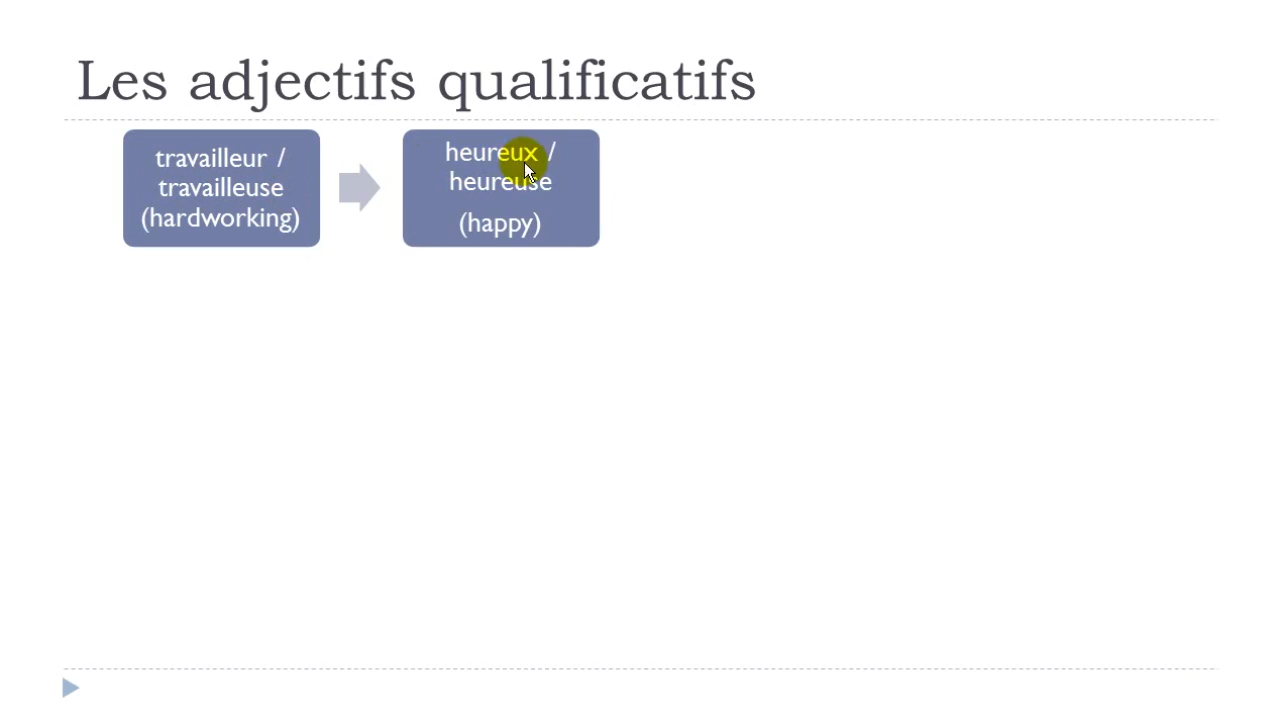 Les adjectifs qualificatifs
travailleur /
travailleuse
(hardworking)
heureux /
heureuse
(happy)